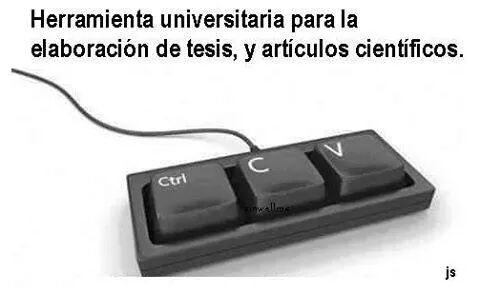 Herramienta universitaria para la
elaboración de tesis, y artículos científicos.
Ctrl
C
V
js